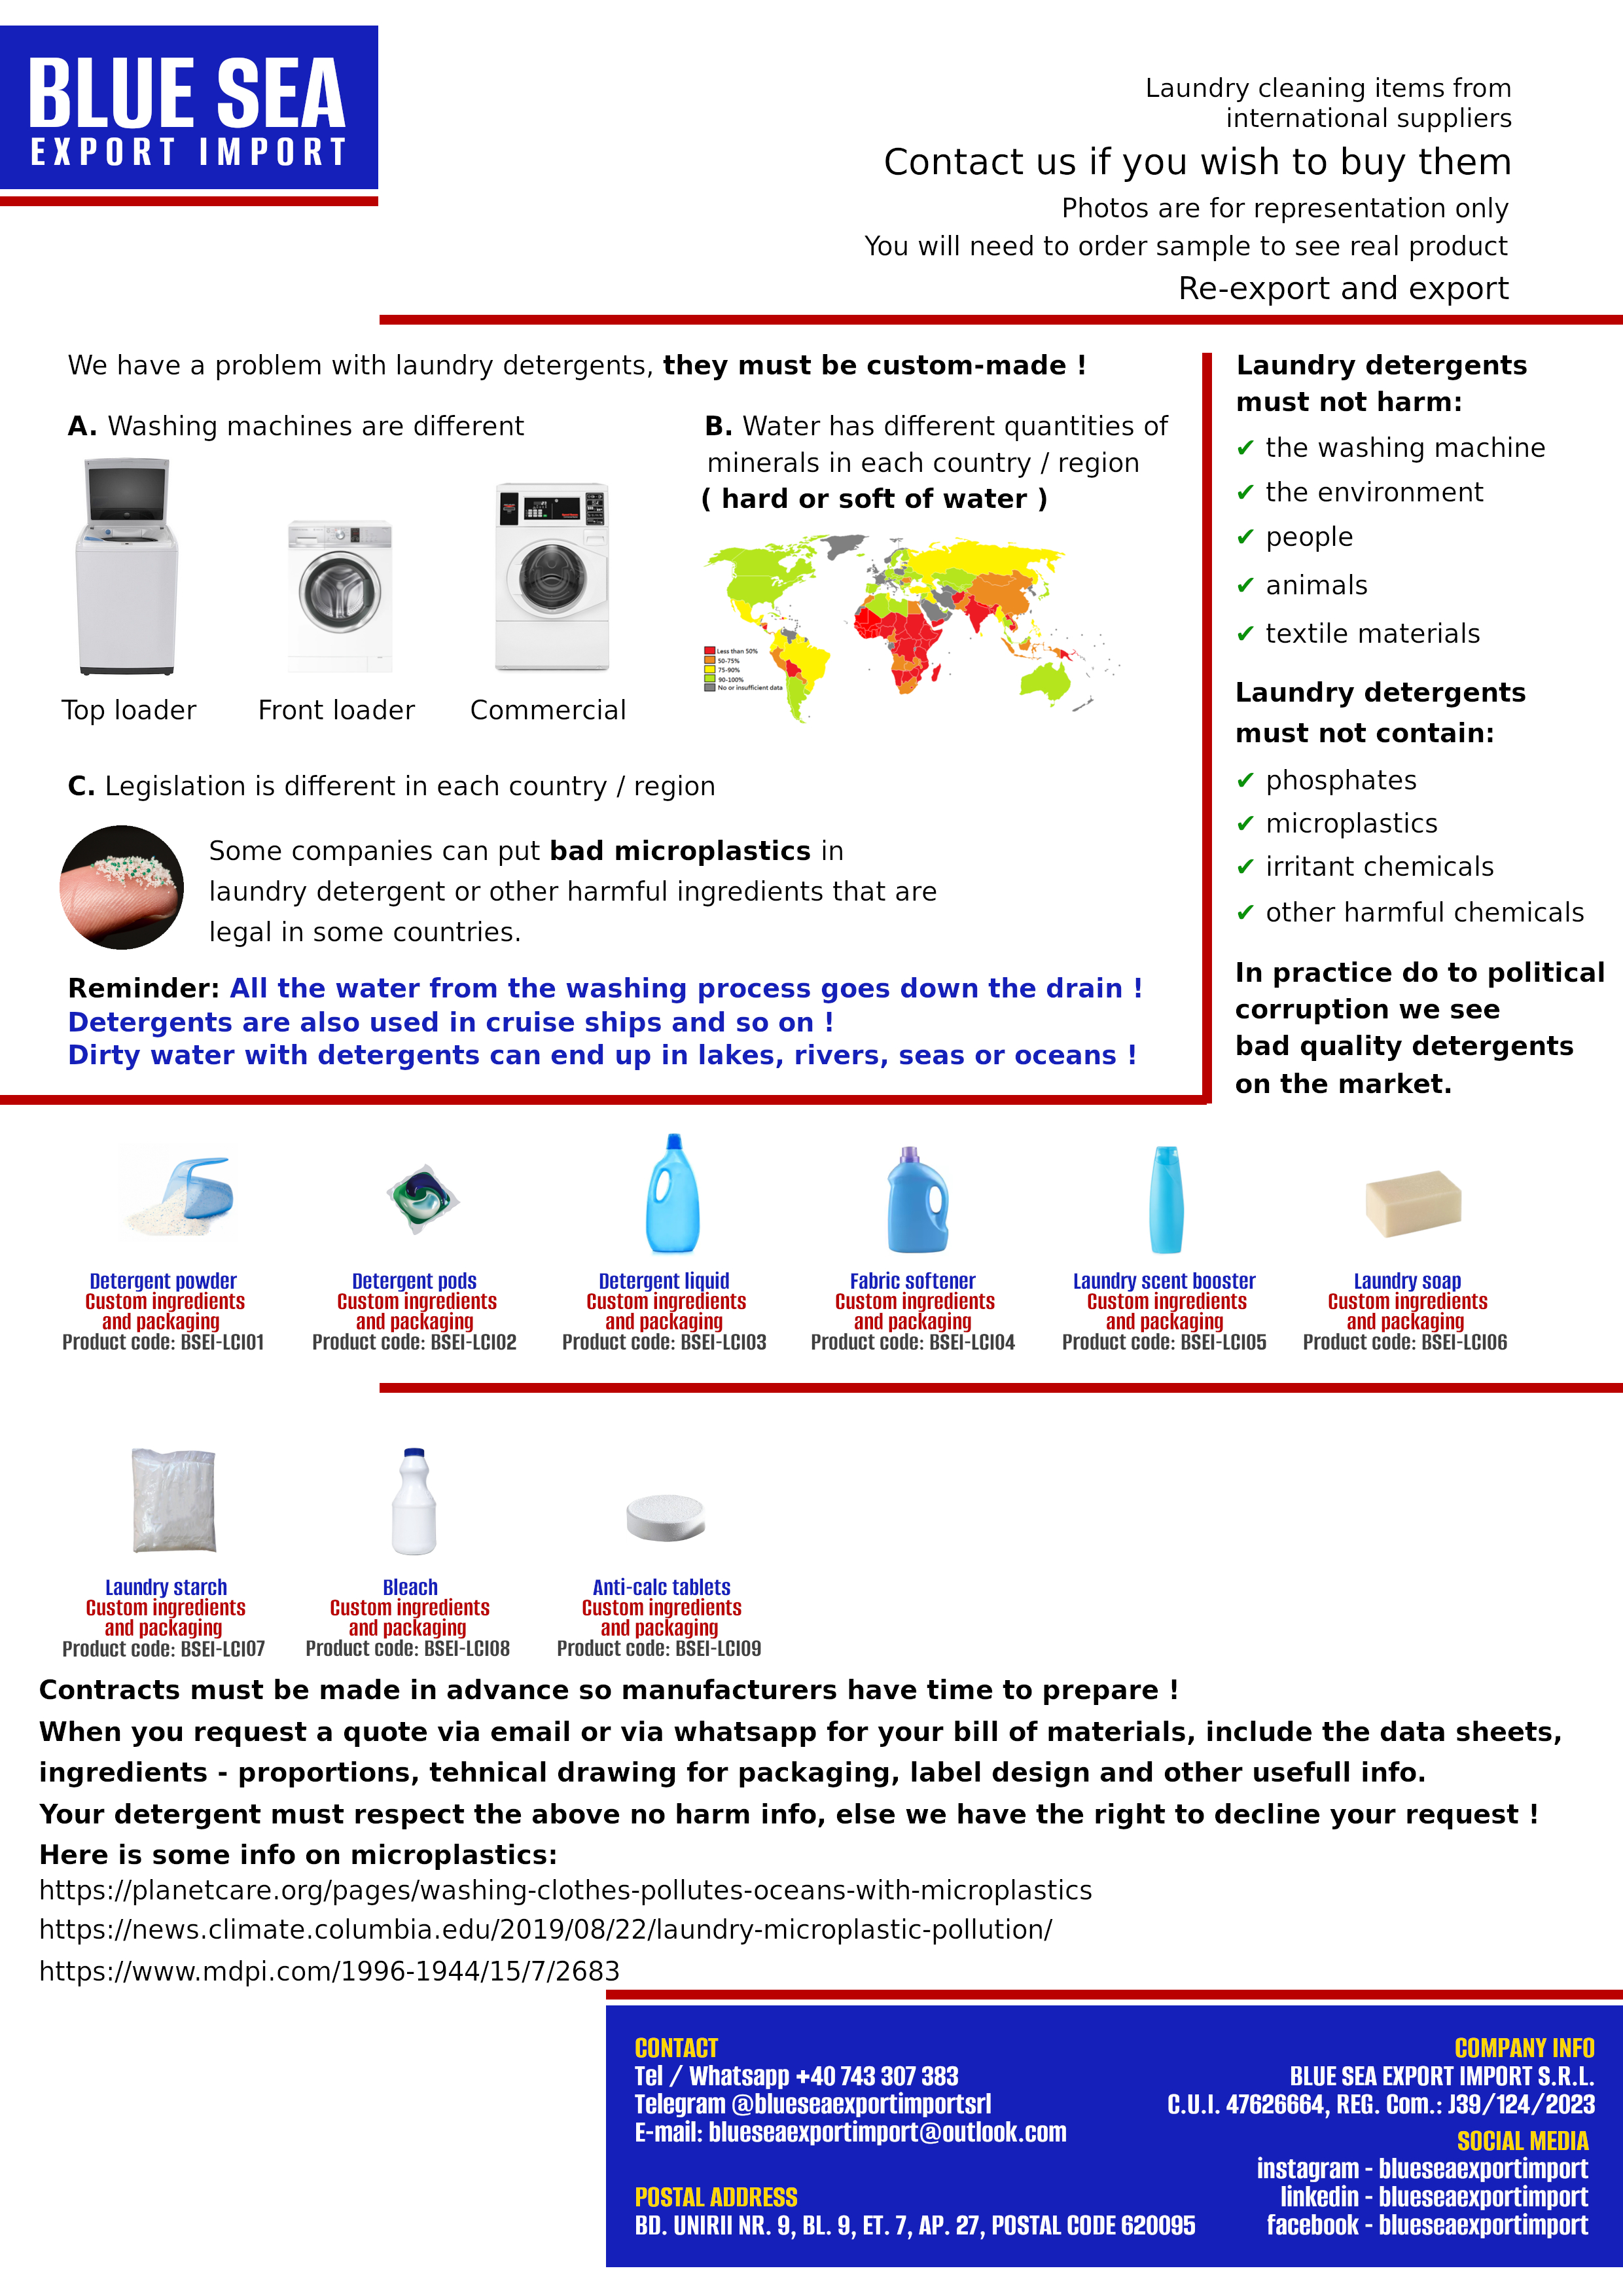 BLUE SEA
EXPORT IMPORT
Laundry cleaning items from
international suppliers
Contact us if you wish to buy them
Photos are for representation only
You will need to order sample to see real product
Re-export and export
We have a problem with laundry detergents, they must be custom-made !
A. Washing machines are different
Top loader
Front loader
Commercial
B. Water has different quantities of
minerals in each country / region
( hard or soft of water )
Less than 50%
50-75%
75-90%
90-100%
No or insufficient data
C. Legislation is different in each country / region
Some companies can put bad microplastics in
laundry detergent or other harmful ingredients that are
legal in some countries.
Reminder: All the water from the washing process goes down the drain !
Detergents are also used in cruise ships and so on !
Dirty water with detergents can end up in lakes, rivers, seas or oceans !
Laundry detergents
must not harm:
✔ the washing machine
✔ the environment
✔ people
✔ animals
✔ textile materials
Laundry detergents
must not contain:
✔ phosphates
✔ microplastics
✔ irritant chemicals
✔ other harmful chemicals
In practice do to political
corruption we see
bad quality detergents
on the market.
Detergent powder
Custom ingredients
and packaging
Product code: BSEI-LCI01
Detergent pods
Custom ingredients
and packaging
Product code: BSEI-LCI02
Detergent liquid
Custom ingredients
and packaging
Product code: BSEI-LCI03
Fabric softener
Custom ingredients
and packaging
Product code: BSEI-LCI04
Laundry scent booster
Custom ingredients
and packaging
Product code: BSEI-LCI05
Laundry soap
Custom ingredients
and packaging
Product code: BSEI-LCI06
Laundry starch
Custom ingredients
and packaging
Product code: BSEI-LCI07
Bleach
Custom ingredients
and packaging
Product code: BSEI-LCI08
Anti-calc tablets
Custom ingredients
and packaging
Product code: BSEI-LCI09
Contracts must be made in advance so manufacturers have time to prepare !
When you request a quote via email or via whatsapp for your bill of materials, include the data sheets,
ingredients - proportions, tehnical drawing for packaging, label design and other usefull info.
Your detergent must respect the above no harm info, else we have the right to decline your request !
Here is some info on microplastics:
https://planetcare.org/pages/washing-clothes-pollutes-oceans-with-microplastics
https://news.climate.columbia.edu/2019/08/22/laundry-microplastic-pollution/
https://www.mdpi.com/1996-1944/15/7/2683
CONTACT
Tel / Whatsapp +40 743 307 383
Telegram @blueseaexportimportsrl
E-mail: blueseaexportimport@outlook.com
POSTAL ADDRESS
BD. UNIRII NR. 9, BL. 9, ET. 7, AP. 27, POSTAL CODE 620095
COMPANY INFO
BLUE SEA EXPORT IMPORT S.R.L.
C.U.I. 47626664, REG. Com.: J39/124/2023
SOCIAL MEDIA
instagram - blueseaexportimport
linkedin - blueseaexportimport
facebook - blueseaexportimport